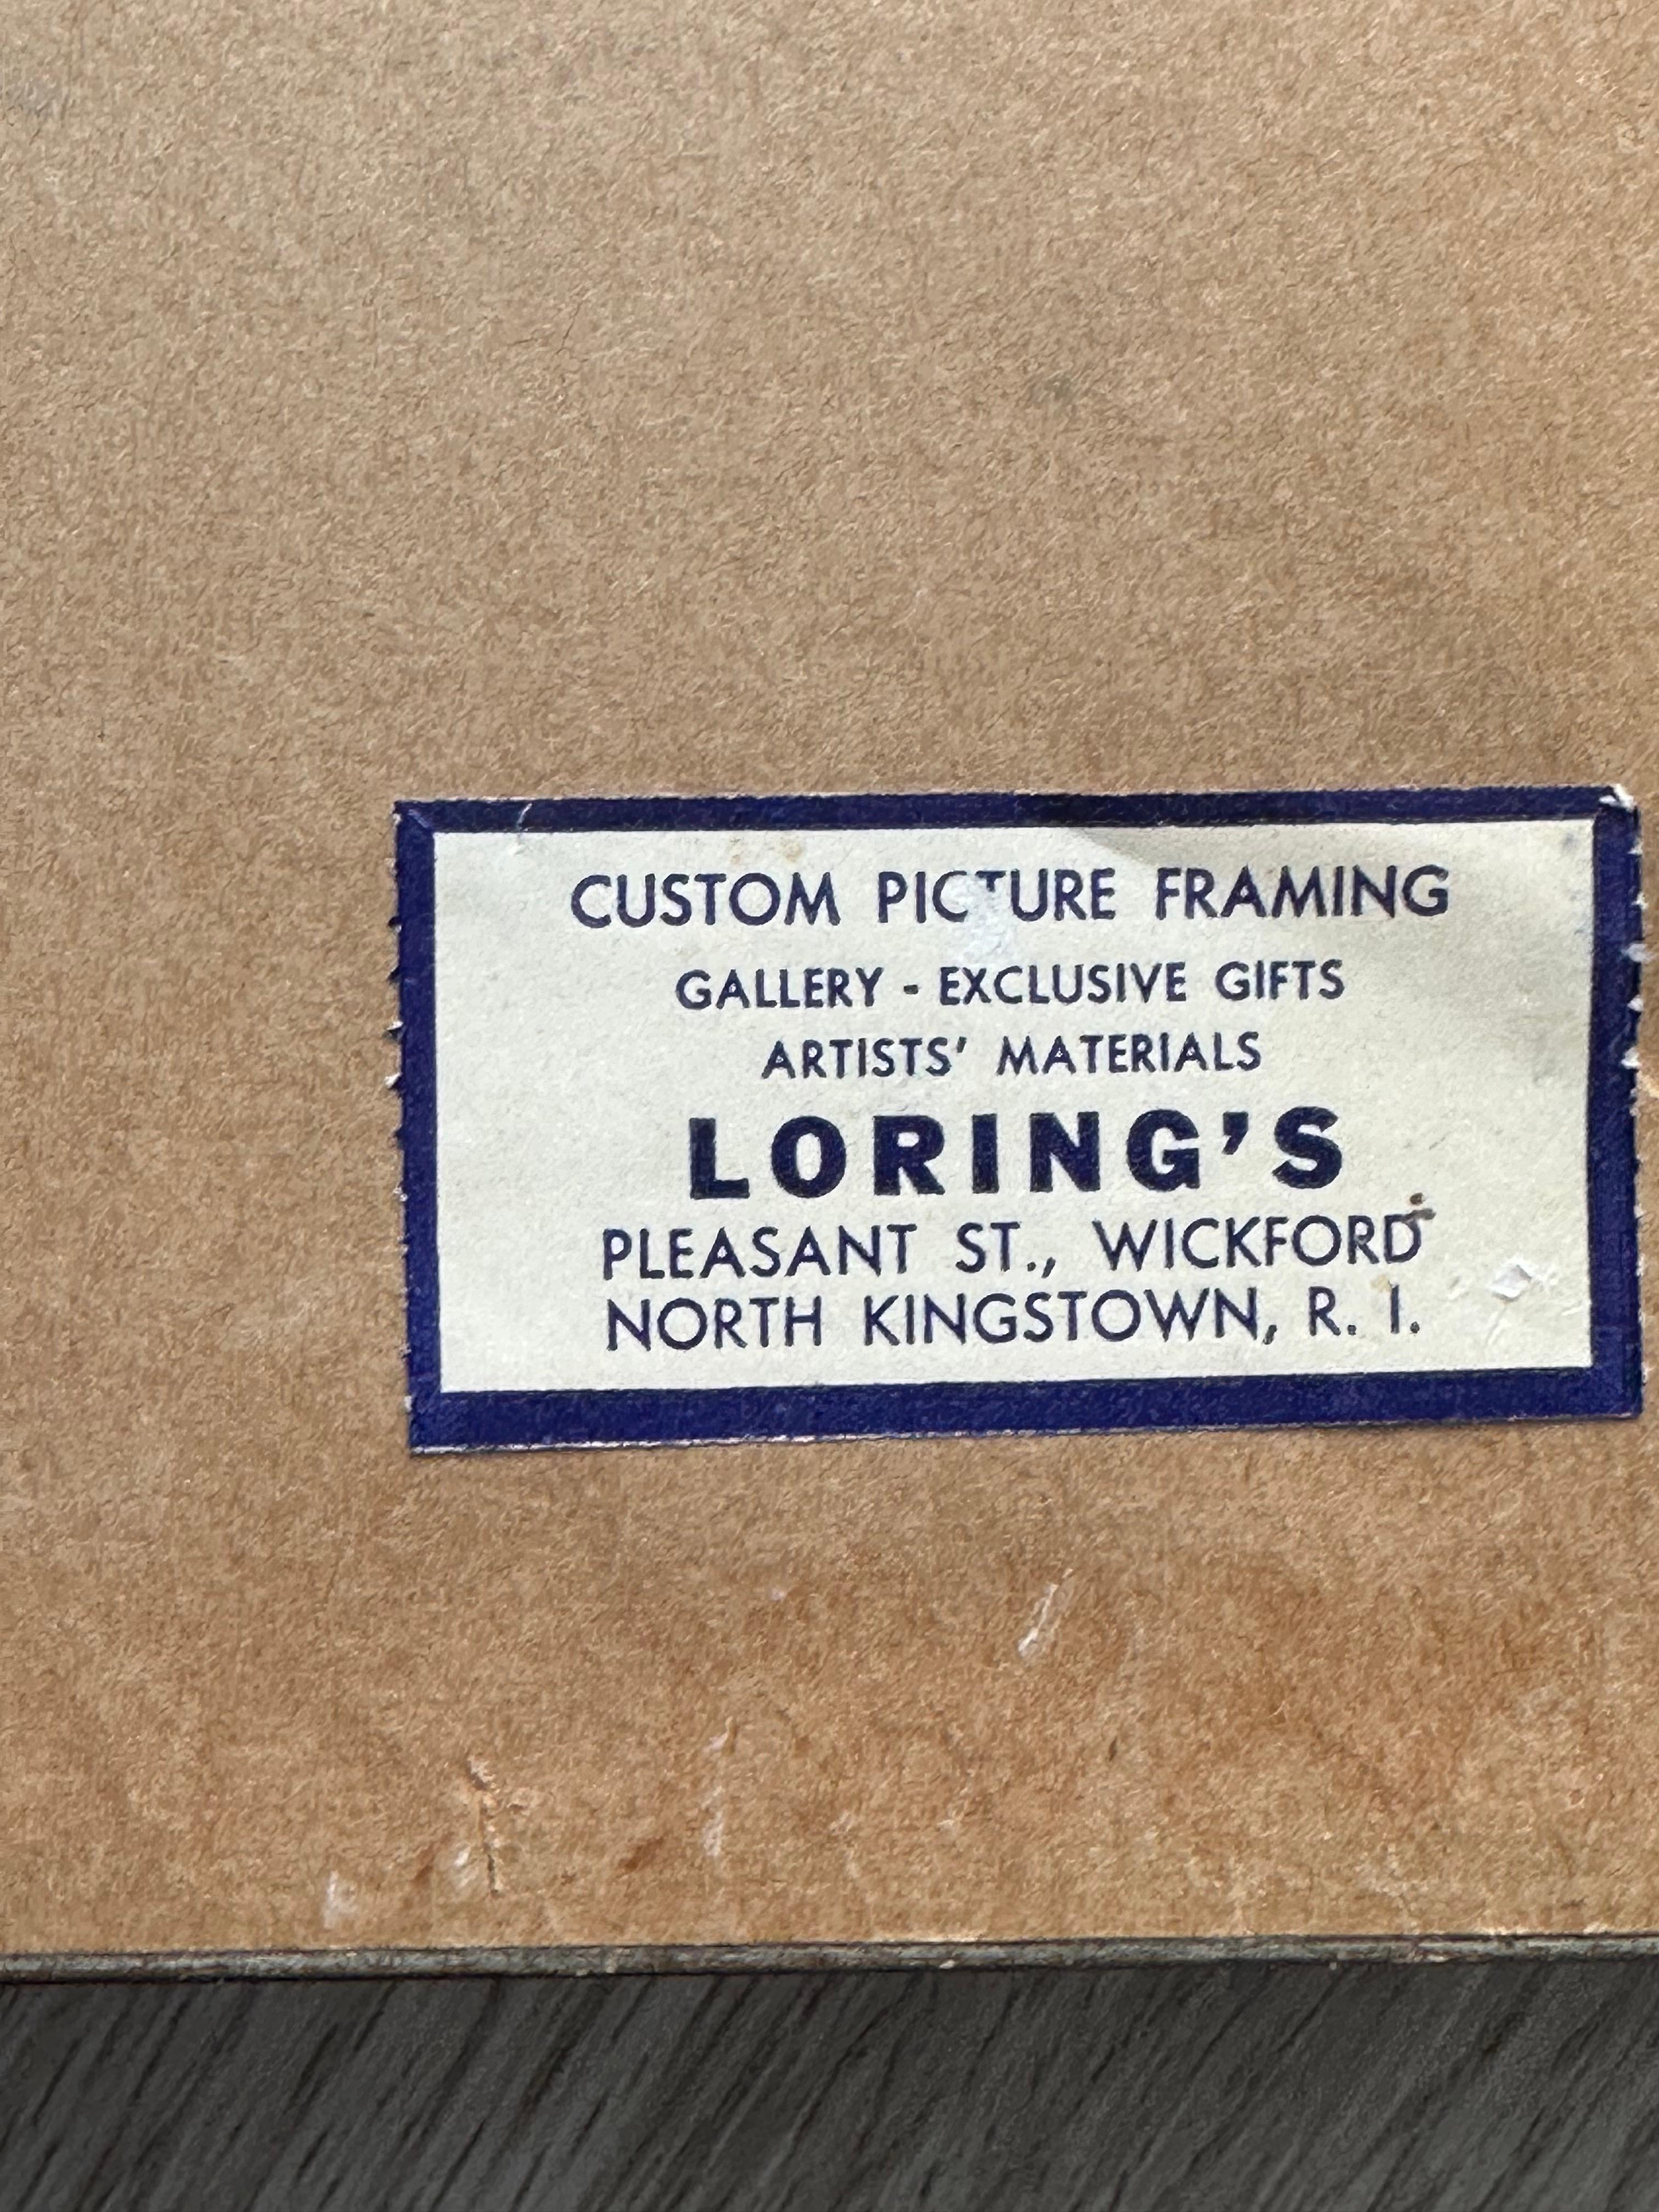 CUSTOM PICTURE FRAMING
GALLERY - EXCLUSIVE GIFTS
ARTISTS' MATERIALS
LORING'S
PLEASANT ST., WICKFORD
NORTH KINGSTOWN, R. I.